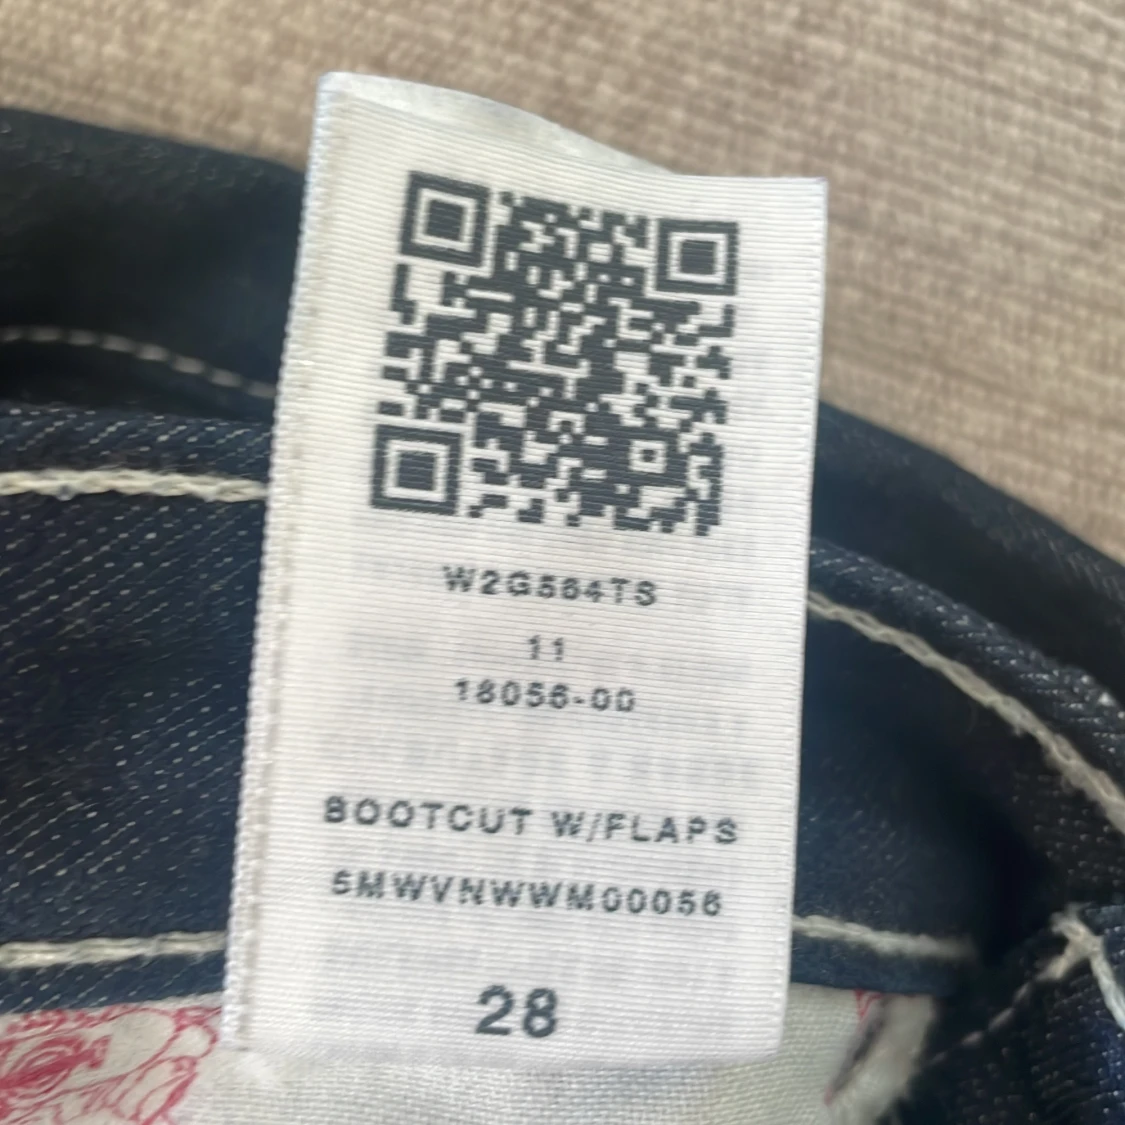 W2G564TS
11
18056-00
BOOTCUT W/FLAPS
5MWVNWWM00056
28